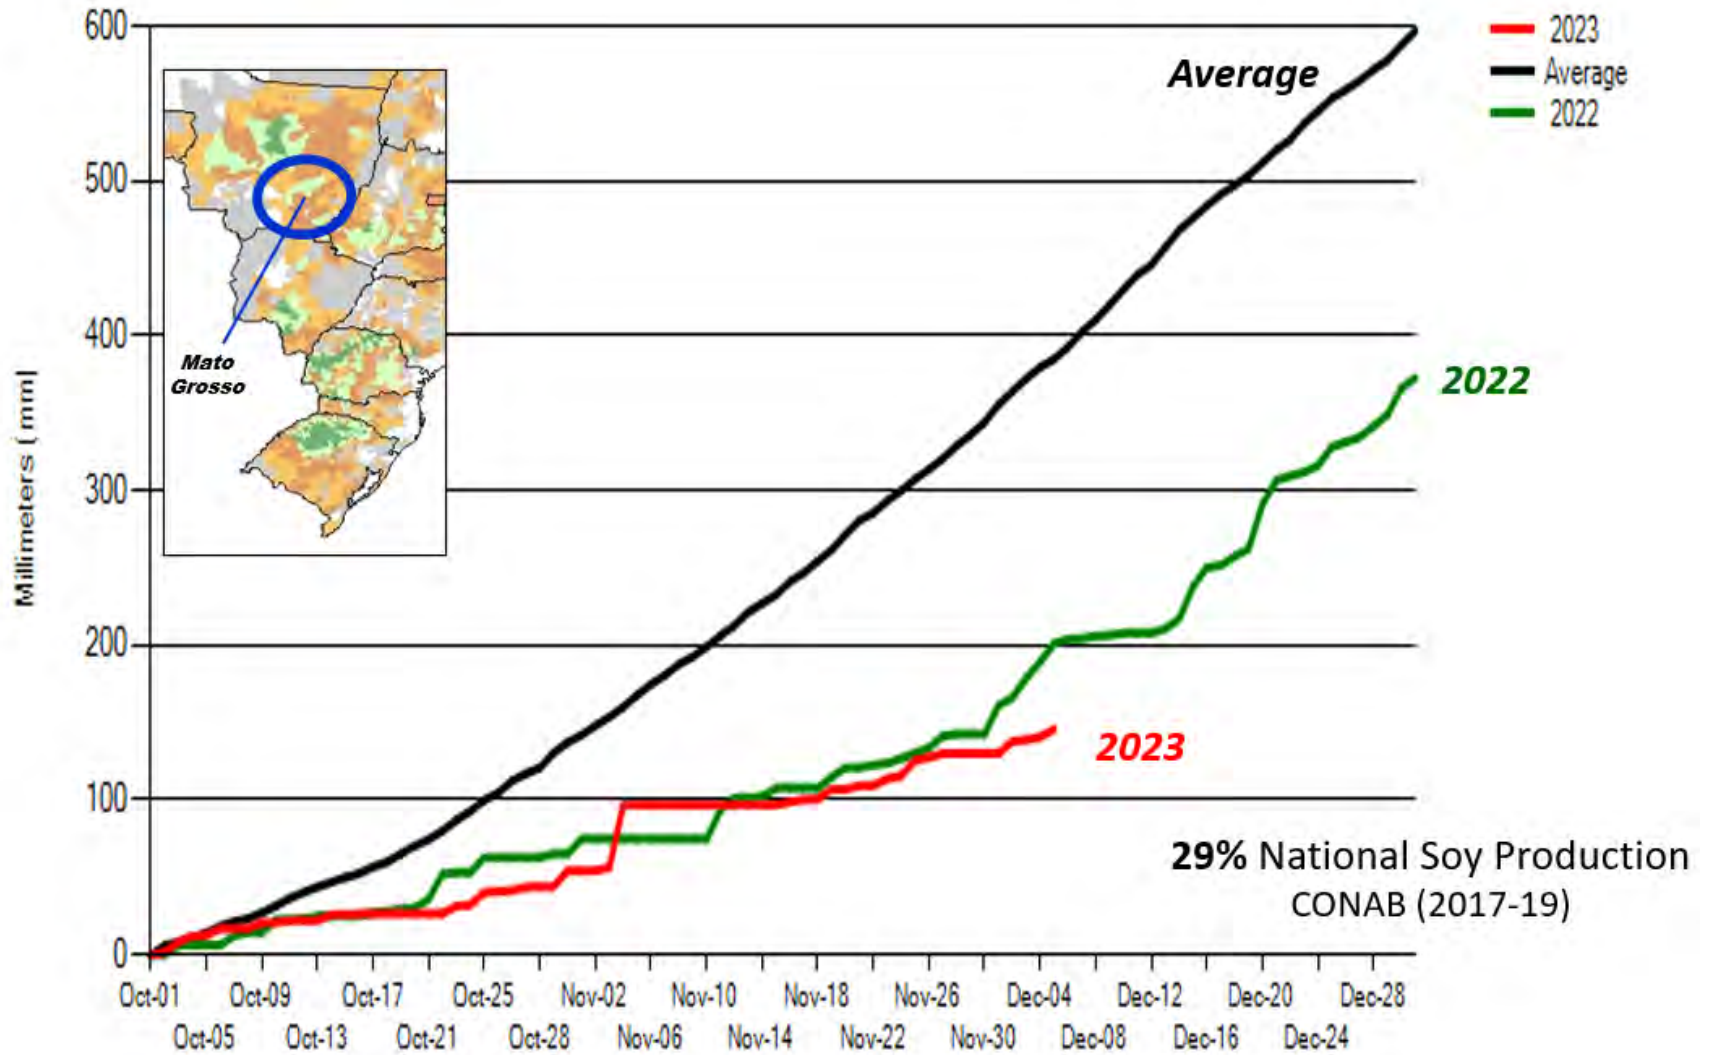 600
500
400
300
200
100
0
Millimeters ( mm)
Mato
Grosso
Average
2022
2023
2023
Average
2022
29% National Soy Production
CONAB (2017-19)
Oct-01 Oct-09 Oct-17 Oct-25 Nov-02 Nov-10 Nov-18 Nov-26 Dec-04 Dec-12 Dec-20 Dec-28
Oct-05 Oct-13 Oct-21 Oct-28 Nov-06 Nov-14 Nov-22 Nov-30 Dec-08 Dec-16 Dec-24